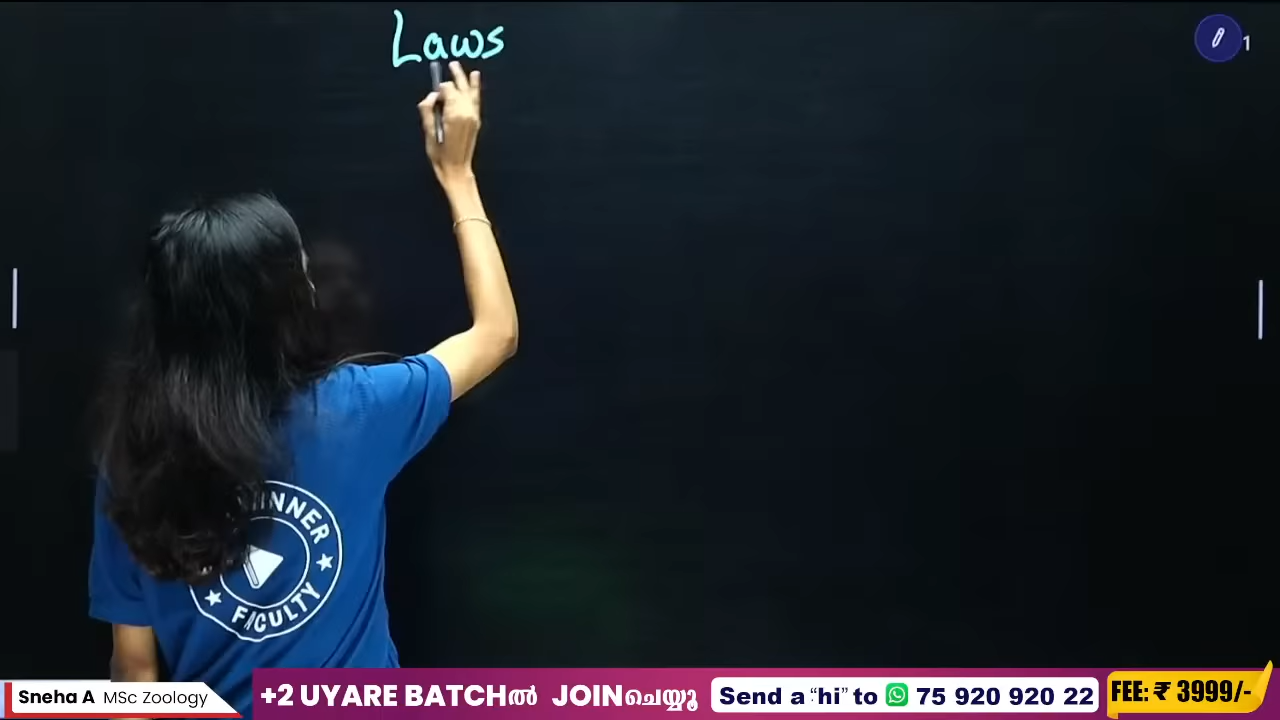 Laws
1
INNER
FACULTY
Sneha A MSc Zoology
+2 UYARE BATCHൽ JOINചെയ്യൂ
Send a “hi” to 75 920 920 22
FEE: ₹ 3999/-